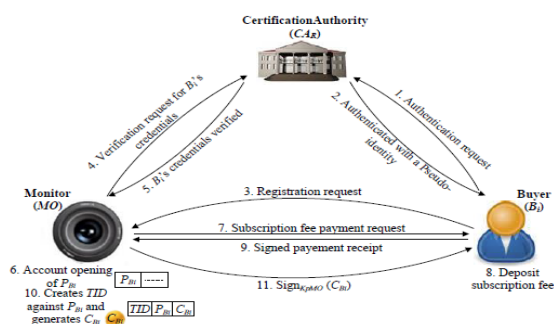 CertificationAuthority
(CAR)
4. Verification request for Bi's
credentials
5. Bi's credentials verified
1. Authentication request
2. Authenticated with a Pseudo-
identity
Monitor
(MO)
Buyer
(Bi)
3. Registration request
7. Subscription fee payment request
9. Signed payement receipt
6. Account opening
of PBi
PBi ------
8. Deposit
subscription fee
10. Creates TID
against PBi and
generates CBi CBi
TID PBi CBi
11. SignKpMO (CBi)